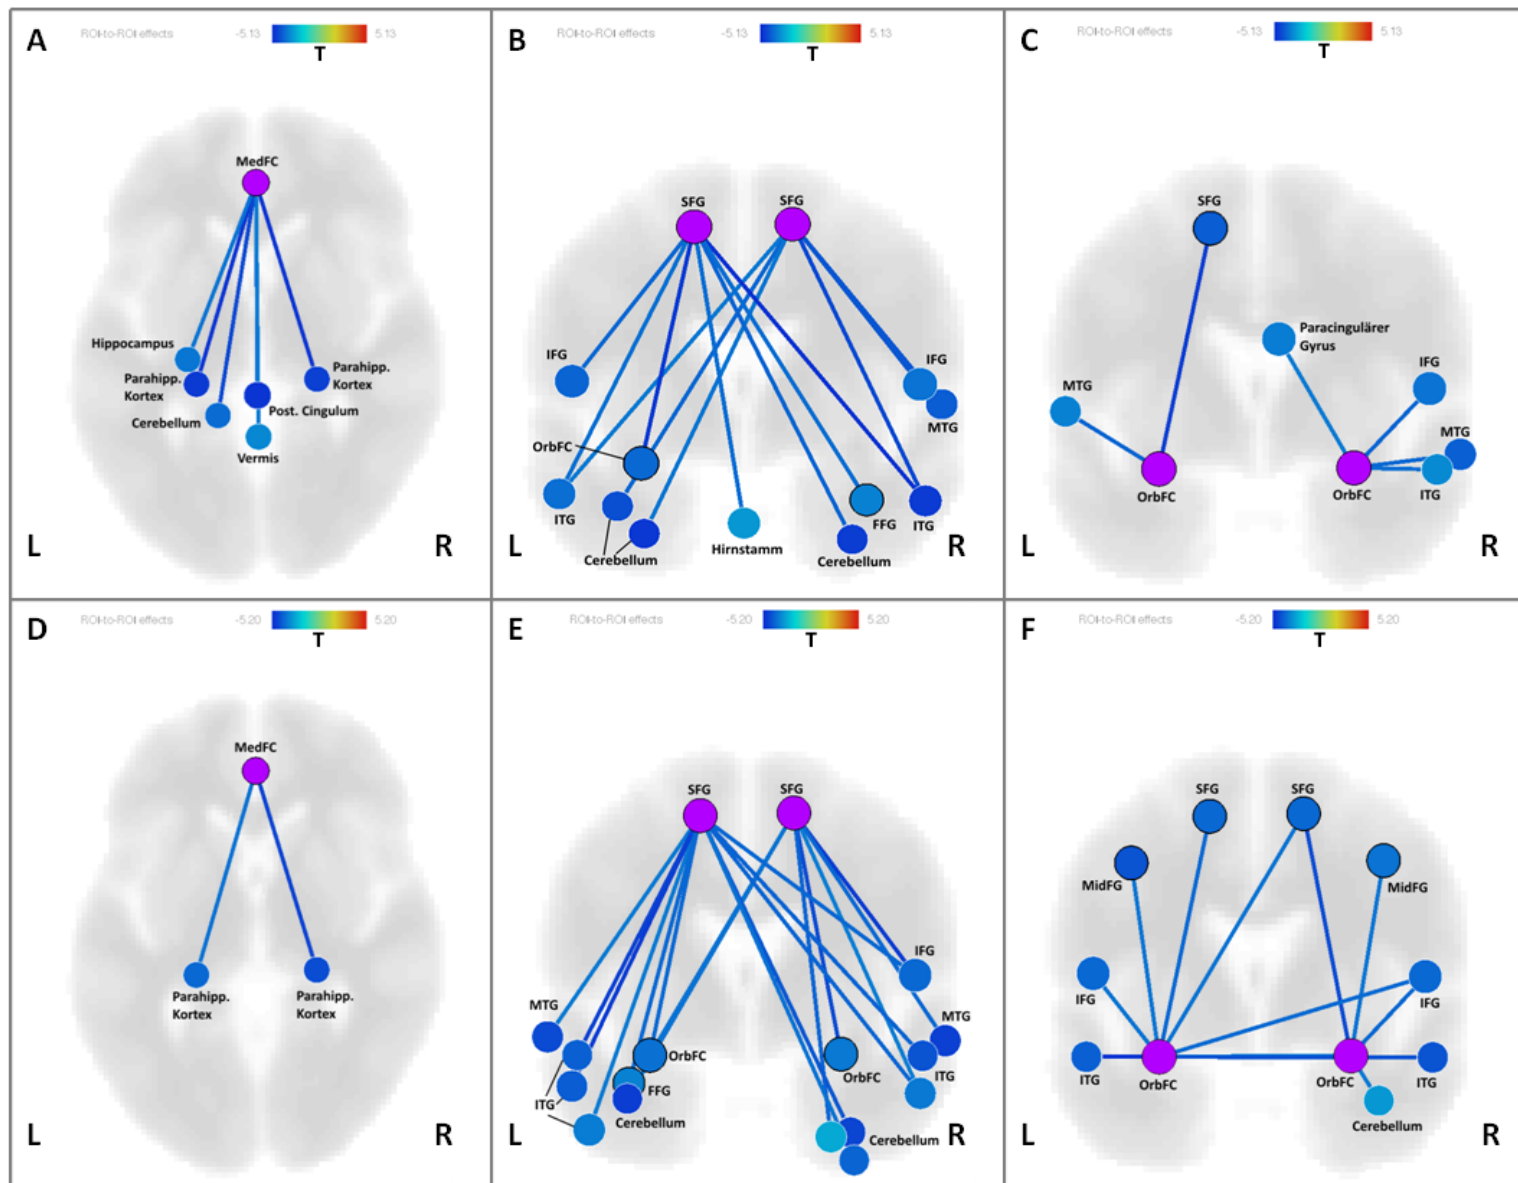 A
ROI-to-ROI effects
-5.13
5.13
T
MedFC
Hippocampus
Parahipp.
Kortex
Parahipp.
Kortex
Cerebellum
Post. Cingulum
Vermis
L
R
B
ROI-to-ROI effects
-5.13
5.13
T
SFG
SFG
IFG
IFG
MTG
OrbFC
ITG
FFG
ITG
Hirnstamm
Cerebellum
Cerebellum
L
R
C
ROI-to-ROI effects
-5.13
5.13
T
SFG
Paracingulärer
Gyrus
IFG
MTG
MTG
OrbFC
OrbFC
ITG
L
R
D
ROI-to-ROI effects
-5.20
5.20
T
MedFC
Parahipp.
Kortex
Parahipp.
Kortex
L
R
E
ROI-to-ROI effects
-5.20
5.20
T
SFG
SFG
IFG
MTG
MTG
OrbFC
OrbFC
ITG
FFG
ITG
Cerebellum
Cerebellum
L
R
F
ROI-to-ROI effects
-5.20
5.20
T
SFG
SFG
MidFG
MidFG
IFG
IFG
ITG
OrbFC
OrbFC
ITG
Cerebellum
L
R